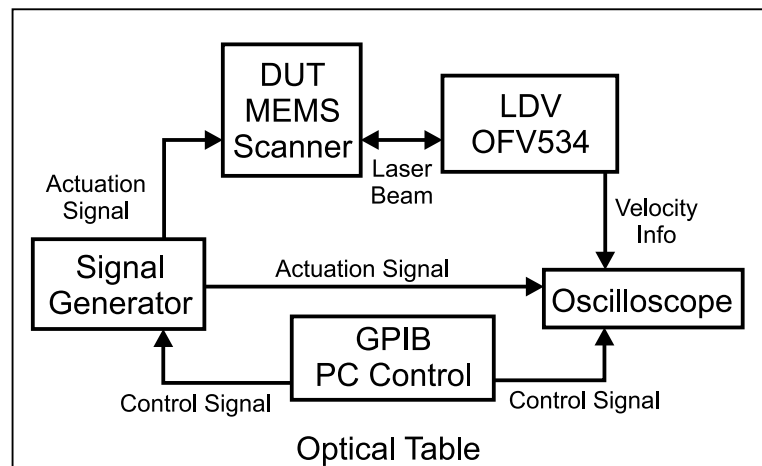 DUT
MEMS
Scanner
LDV
OFV534
Laser
Beam
Actuation
Signal
Velocity
Info
Signal
Generator
Actuation Signal
Oscilloscope
GPIB
PC Control
Control Signal
Control Signal
Optical Table